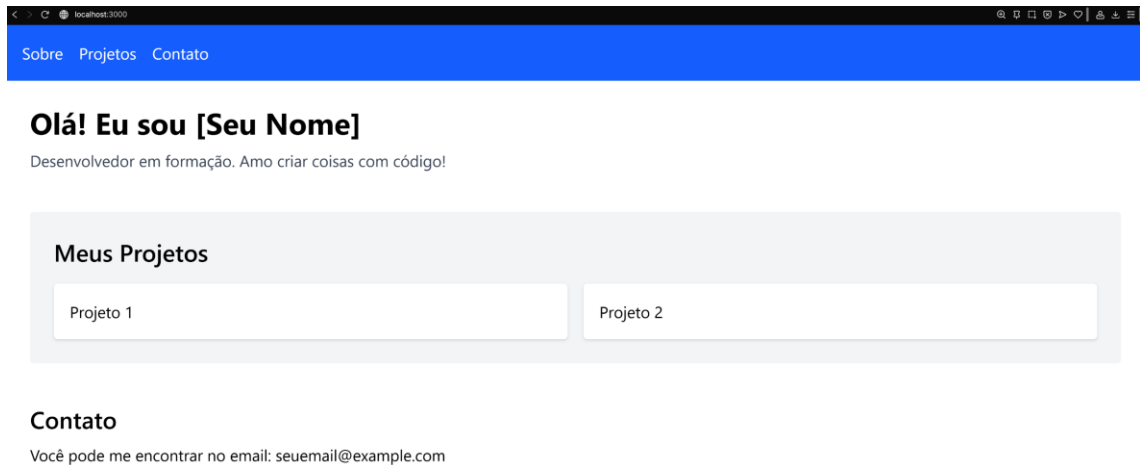 localhost:3000
Sobre Projetos Contato
Olá! Eu sou [Seu Nome]
Desenvolvedor em formação. Amo criar coisas com código!
Meus Projetos
Projeto 1 Projeto 2
Contato
Você pode me encontrar no email: seuemail@example.com